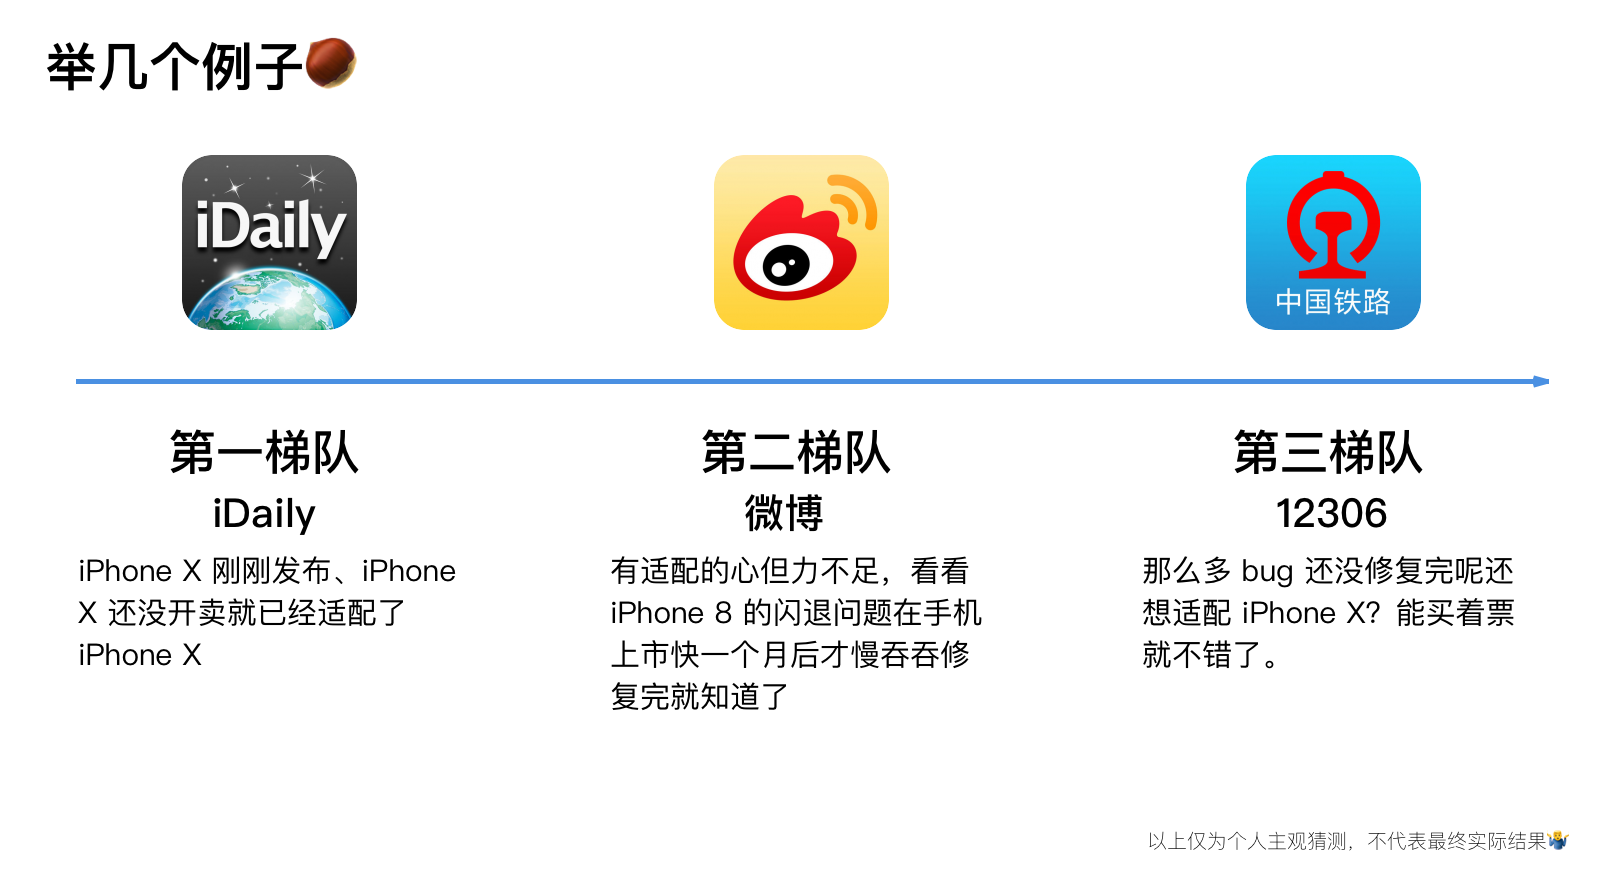 举几个例子🌰
iDaily
中国铁路
第一梯队
iDaily
iPhone X 刚刚发布、iPhone
X 还没开卖就已经适配了
iPhone X
第二梯队
微博
有适配的心但力不足，看看
iPhone 8 的闪退问题在手机
上市快一个月后才慢吞吞修
复完就知道了
第三梯队
12306
那么多 bug 还没修复完呢还
想适配 iPhone X？能买着票
就不错了。
以上仅为个人主观猜测，不代表最终实际结果🤷‍♂️